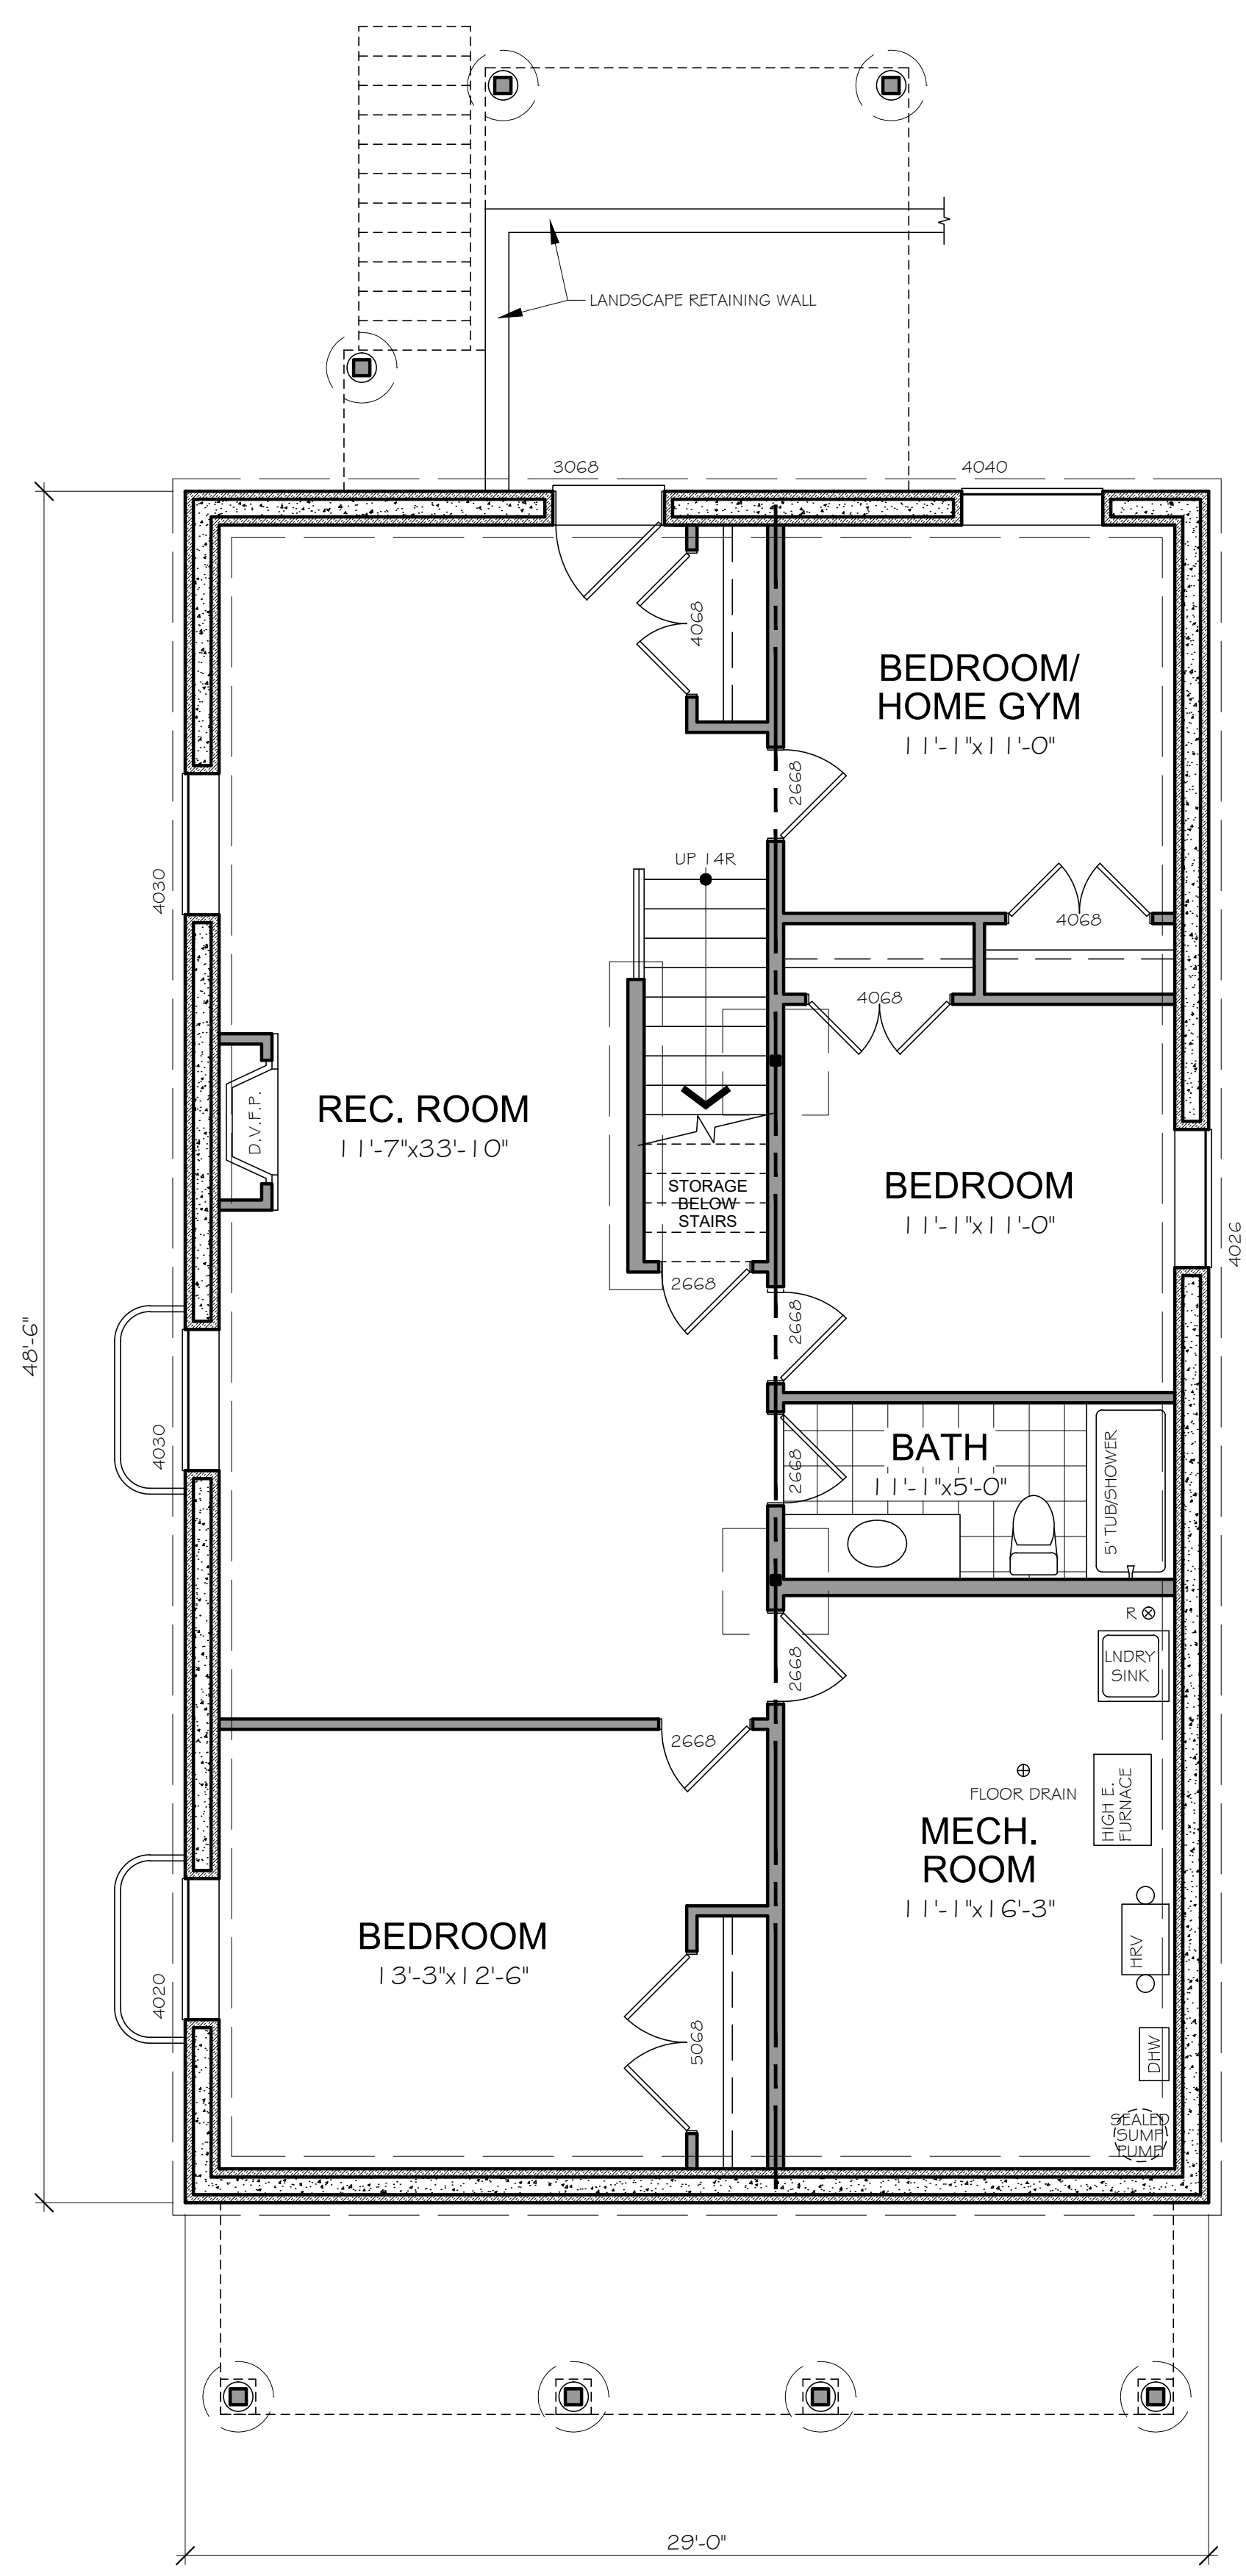 LANDSCAPE RETAINING WALL
3068
4040
4068
BEDROOM/
HOME GYM
11'-1"x11'-0"
2668
UP 14R
4030
4068
4068
REC. ROOM
11'-7"x33'-10"
D.V.F.P.
STORAGE
BELOW
STAIRS
BEDROOM
11'-1"x11'-0"
4026
2668
2668
48'-6"
4030
BATH
11'-1"x5'-0"
2668
5' TUB/SHOWER
R
LNDRY
SINK
2668
2668
FLOOR DRAIN
HIGH E.
FURNACE
MECH.
ROOM
11'-1"x16'-3"
BEDROOM
13'-3"x12'-6"
HRV
4020
5068
DHW
SEALED
SUMP
PUMP
29'-0"